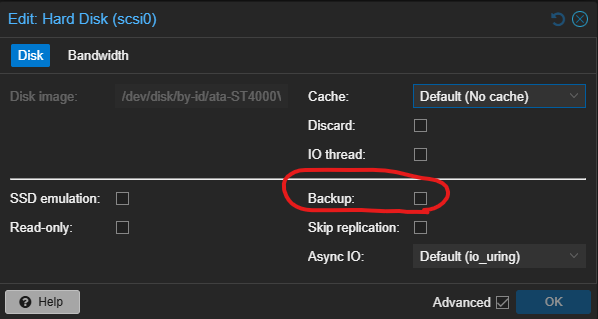 Edit: Hard Disk (scsi0)
Disk Bandwidth
Disk image: /dev/disk/by-id/ata-ST4000\ Cache: Default (No cache)
Discard:
IO thread:
SSD emulation: Backup:
Read-only: Skip replication:
Async IO: Default (io_uring)
Help Advanced OK